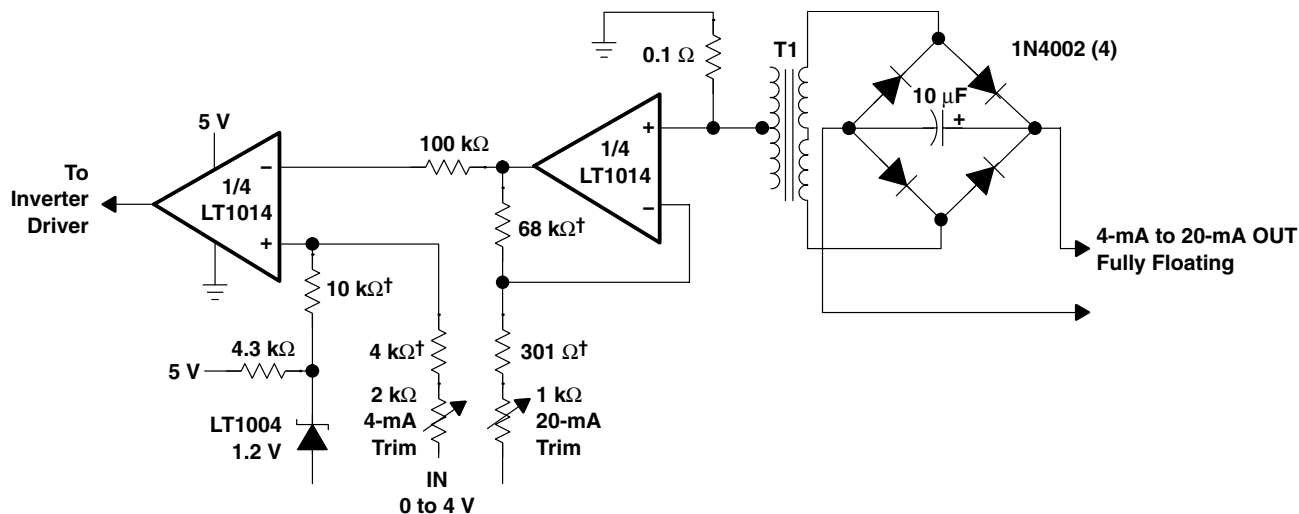 0.1 Ω
T1
1N4002 (4)
10 μF
+
5 V
100 kΩ
+
1/4
LT1014
−
−
1/4
LT1014
+
To
Inverter
Driver
68 kΩ†
4-mA to 20-mA OUT
Fully Floating
10 kΩ†
4.3 kΩ
5 V
4 kΩ†
301 Ω†
2 kΩ
4-mA
Trim
1 kΩ
20-mA
Trim
LT1004
1.2 V
IN
0 to 4 V